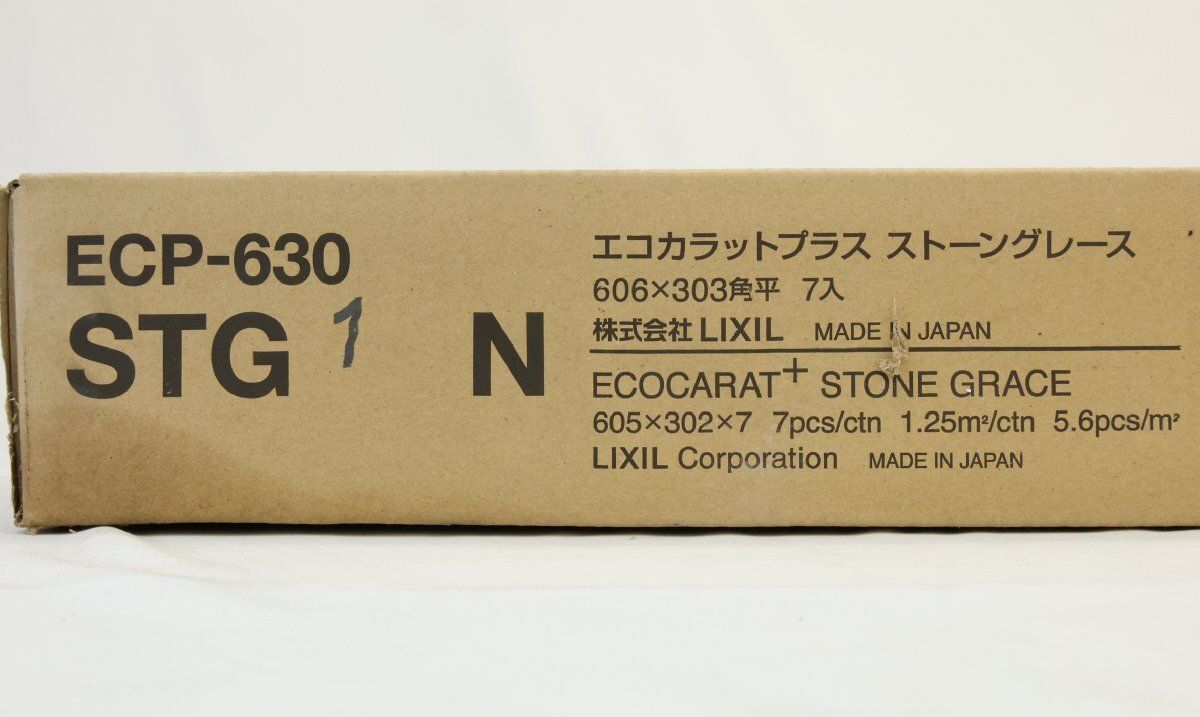 ECP-630
STG 1 N
エコカラットプラス ストーングレース
606×303角平 7入
株式会社 LIXIL MADE IN JAPAN
ECOCARAT+ STONE GRACE
605×302×7 7pcs/ctn 1.25m²/ctn 5.6pcs/m²
LIXIL Corporation MADE IN JAPAN